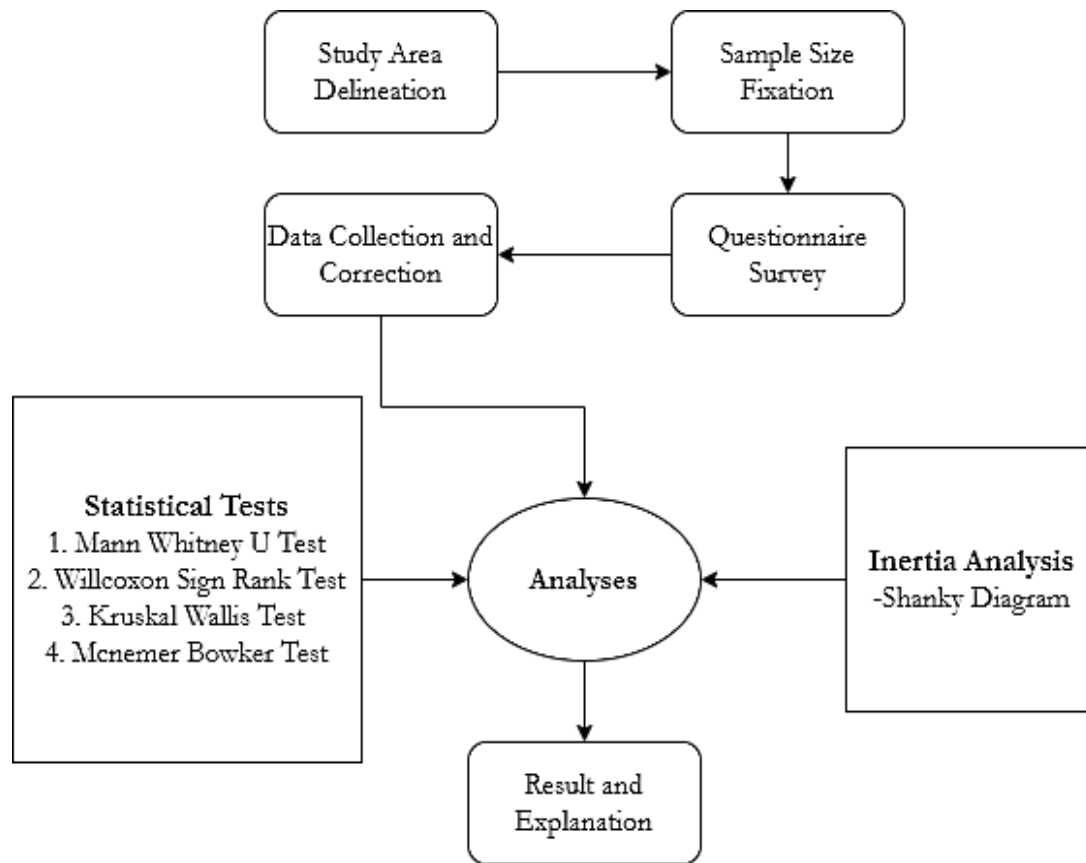 Study Area
Delineation
Sample Size
Fixation
Data Collection and
Correction
Questionnaire
Survey
Statistical Tests
1. Mann Whitney U Test
2. Willcoxon Sign Rank Test
3. Kruskal Wallis Test
4. Mcnemer Bowker Test
Analyses
Inertia Analysis
-Shanky Diagram
Result and
Explanation